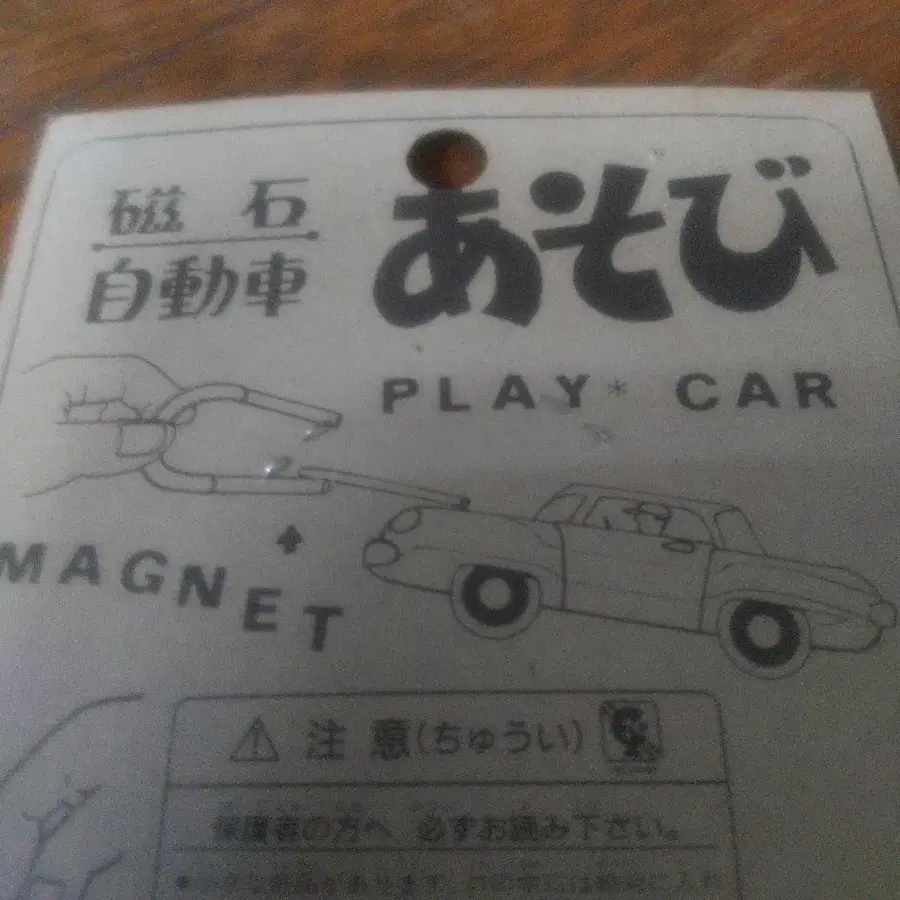 磁石
自動車
あそび
PLAY* CAR
MAGNET
注意(ちゅうい)
保護者の方へ 必ずお読み下さい。